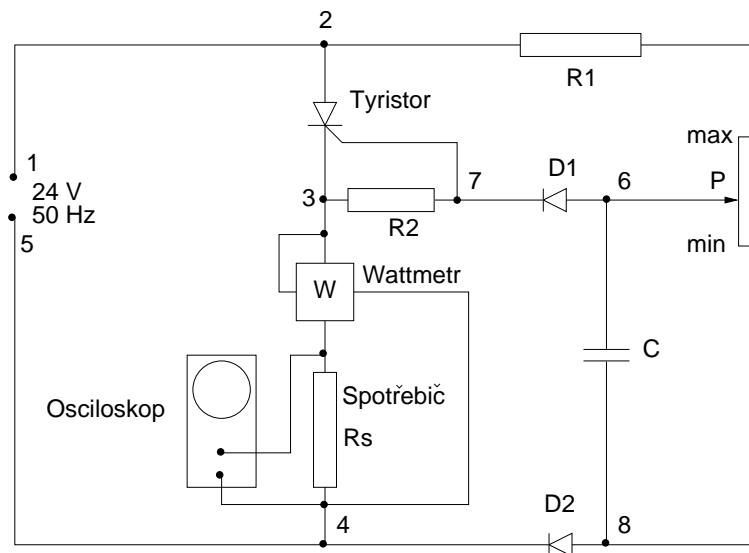 2
R1
Tyristor
max
1
D1
7
6
P
24 V
3
50 Hz
R2
5
min
W
Wattmetr
C
Spotřebič
Osciloskop
Rs
D2
4
8